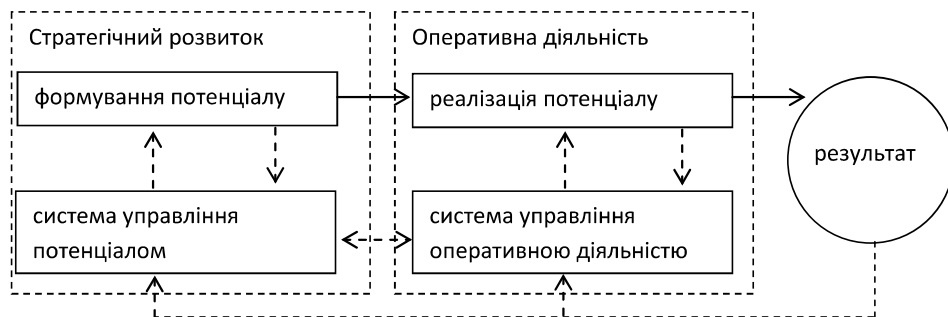 Стратегічний розвиток
Оперативна діяльність
формування потенціалу
реалізація потенціалу
результат
система управління
потенціалом
система управління
оперативною діяльністю